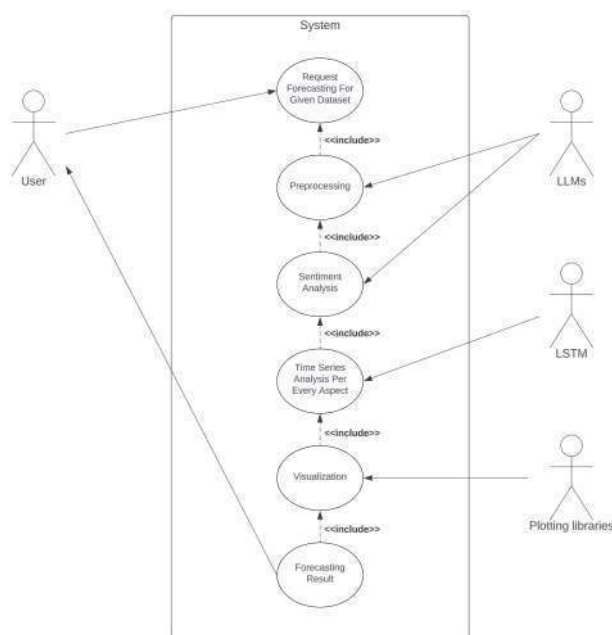 System
Request
Forecasting For
Given Dataset
<<include>>
User
LLMs
Preprocessing
<<include>>
Sentiment
Analysis
<<include>>
LSTM
Time Series
Analysis Per
Every Aspect
<<include>>
Visualization
Plotting libraries
<<include>>
Forecasting
Result